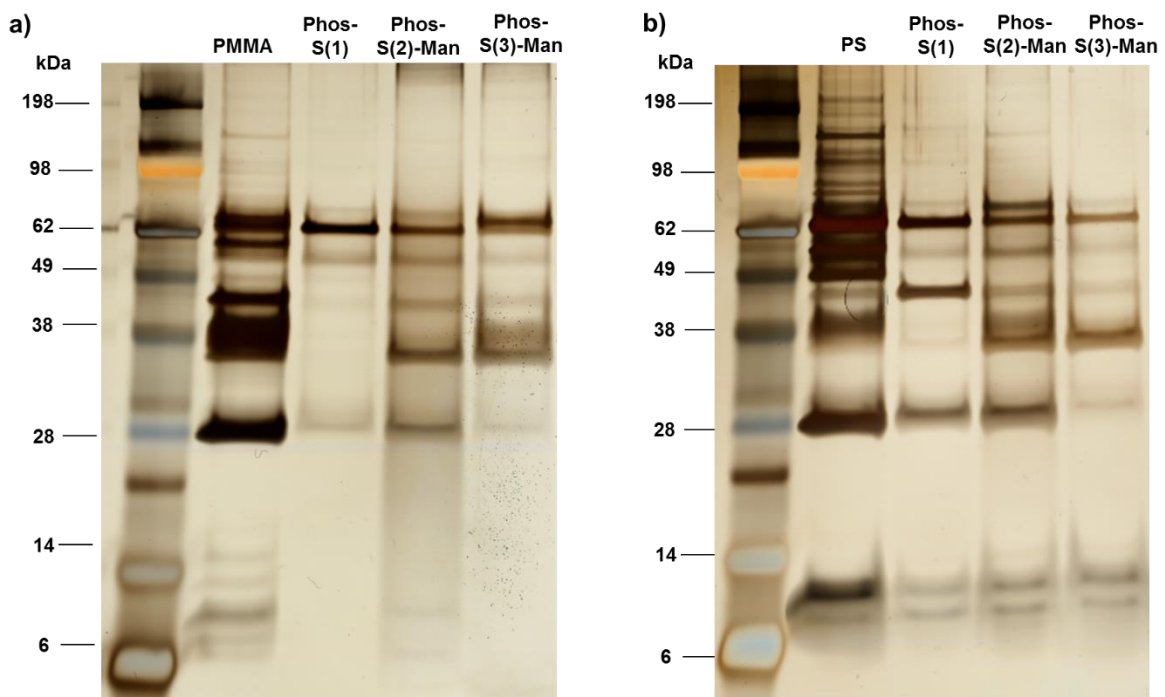 a)
kDa
PMMA
Phos-
S(1)
Phos-
S(2)-Man
Phos-
S(3)-Man
198
98
62
49
38
28
14
6
b)
kDa
PS
Phos-
S(1)
Phos-
S(2)-Man
Phos-
S(3)-Man
198
98
62
49
38
28
14
6